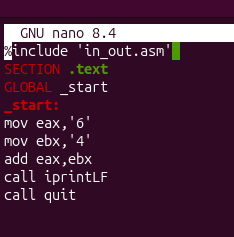 GNU nano 8.4
%include 'in_out.asm'
SECTION .text
GLOBAL _start
_start:
mov eax,'6'
mov ebx,'4'
add eax,ebx
call iprintLF
call quit